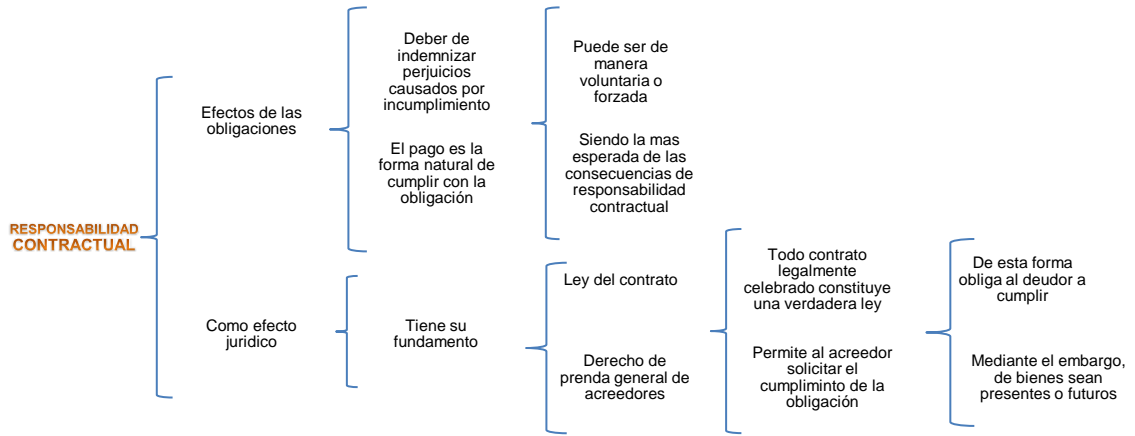 RESPONSABILIDAD
CONTRACTUAL
Efectos de las
obligaciones
Deber de
indemnizar
perjuicios
causados por
incumplimiento
El pago es la
forma natural de
cumplir con la
obligación
Puede ser de
manera
voluntaria o
forzada
Siendo la mas
esperada de las
consecuencias de
responsabilidad
contractual
Como efecto
juridico
Tiene su
fundamento
Ley del contrato
Derecho de
prenda general de
acreedores
Todo contrato
legalmente
celebrado constituye
una verdadera ley
Permite al acreedor
solicitar el
cumpliminto de la
obligación
De esta forma
obliga al deudor a
cumplir
Mediante el embargo,
de bienes sean
presentes o futuros